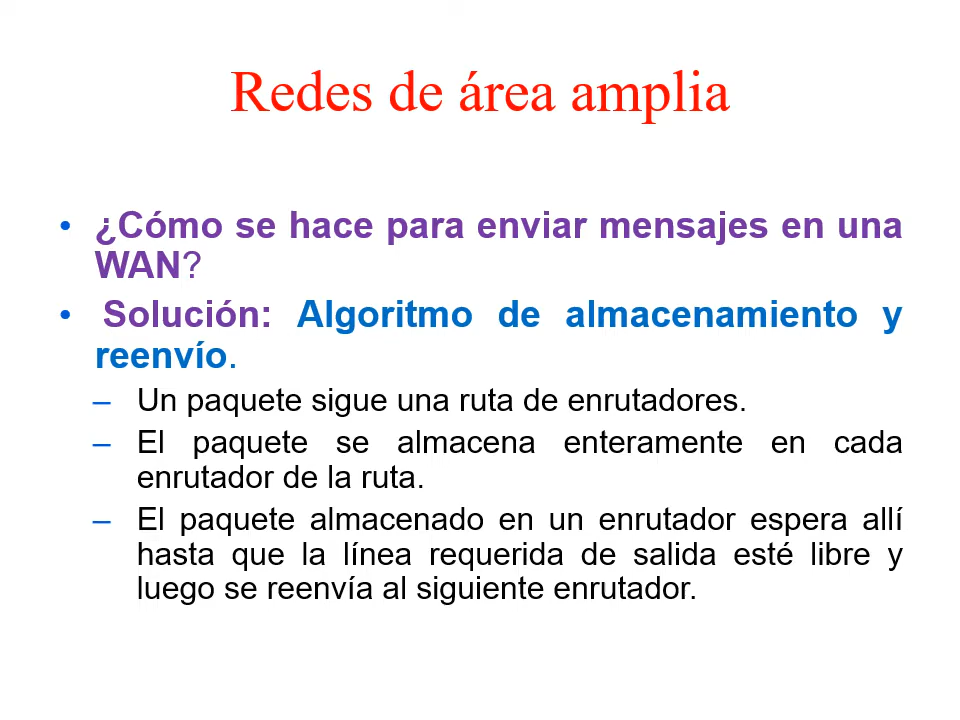 Redes de área amplia
• ¿Cómo se hace para enviar mensajes en una
WAN?
• Solución: Algoritmo de almacenamiento y
reenvío.
– Un paquete sigue una ruta de enrutadores.
– El paquete se almacena enteramente en cada
enrutador de la ruta.
– El paquete almacenado en un enrutador espera allí
hasta que la línea requerida de salida esté libre y
luego se reenvía al siguiente enrutador.